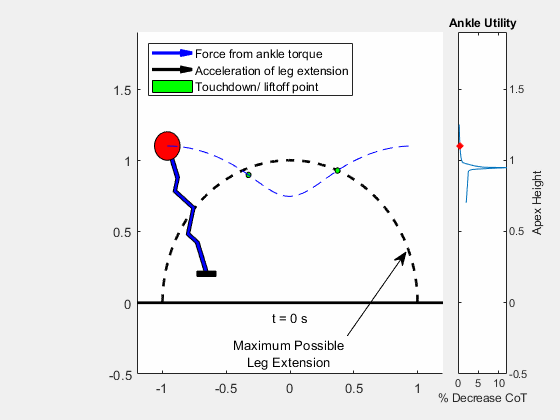 Ankle Utility
Force from ankle torque
Acceleration of leg extension
Touchdown/ liftoff point
1.5
1
0.5
0
-0.5
-1
-0.5
0
0.5
1
t = 0 s
Maximum Possible
Leg Extension
1.5
1
0.5
0
-0.5
Apex Height
0
5
10
% Decrease CoT